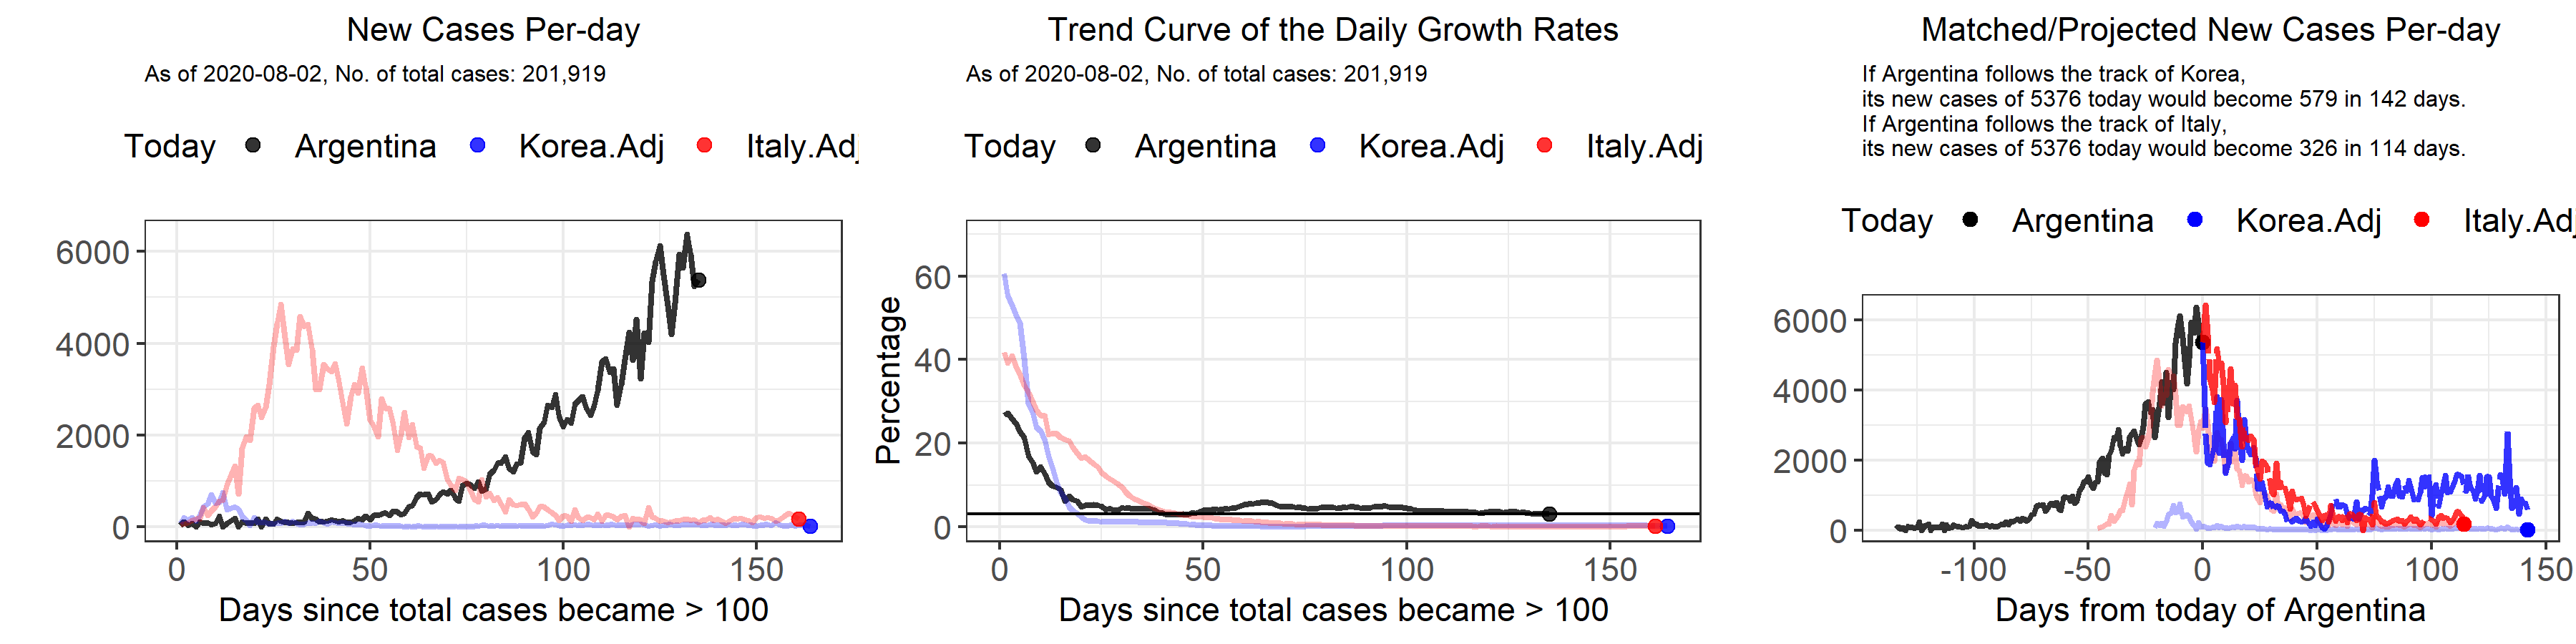 New Cases Per-day
As of 2020-08-02, No. of total cases: 201,919
Today Argentina Korea.Adj Italy.Adj
6000
4000
2000
0
0 50 100 150
Days since total cases became > 100
Trend Curve of the Daily Growth Rates
As of 2020-08-02, No. of total cases: 201,919
Today Argentina Korea.Adj Italy.Adj
Percentage
60
40
20
0
0 50 100 150
Days since total cases became > 100
Matched/Projected New Cases Per-day
If Argentina follows the track of Korea,
its new cases of 5376 today would become 579 in 142 days.
If Argentina follows the track of Italy,
its new cases of 5376 today would become 326 in 114 days.
Today Argentina Korea.Adj Italy.Adj
6000
4000
2000
0
-100 -50 0 50 100 150
Days from today of Argentina